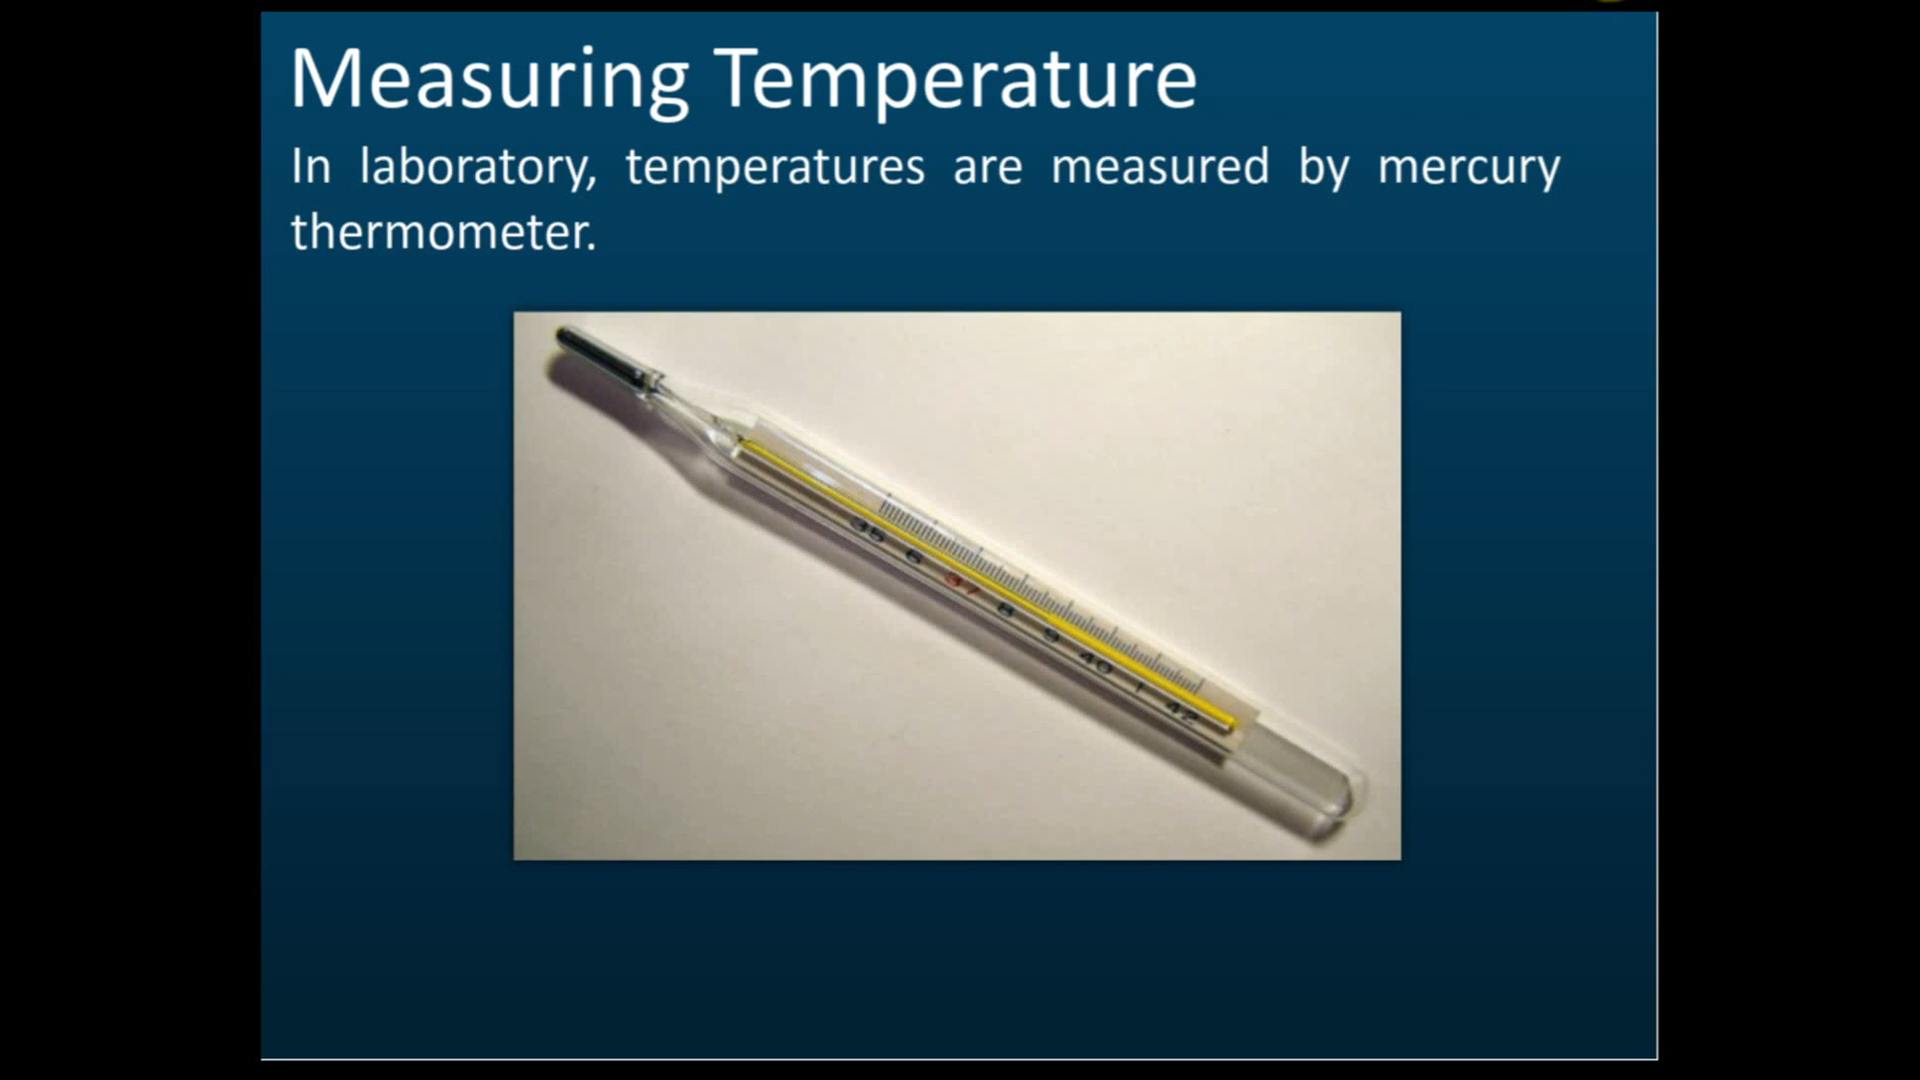 Measuring Temperature
In laboratory, temperatures are measured by mercury
thermometer.
35 6 37 8 9 40 1 42